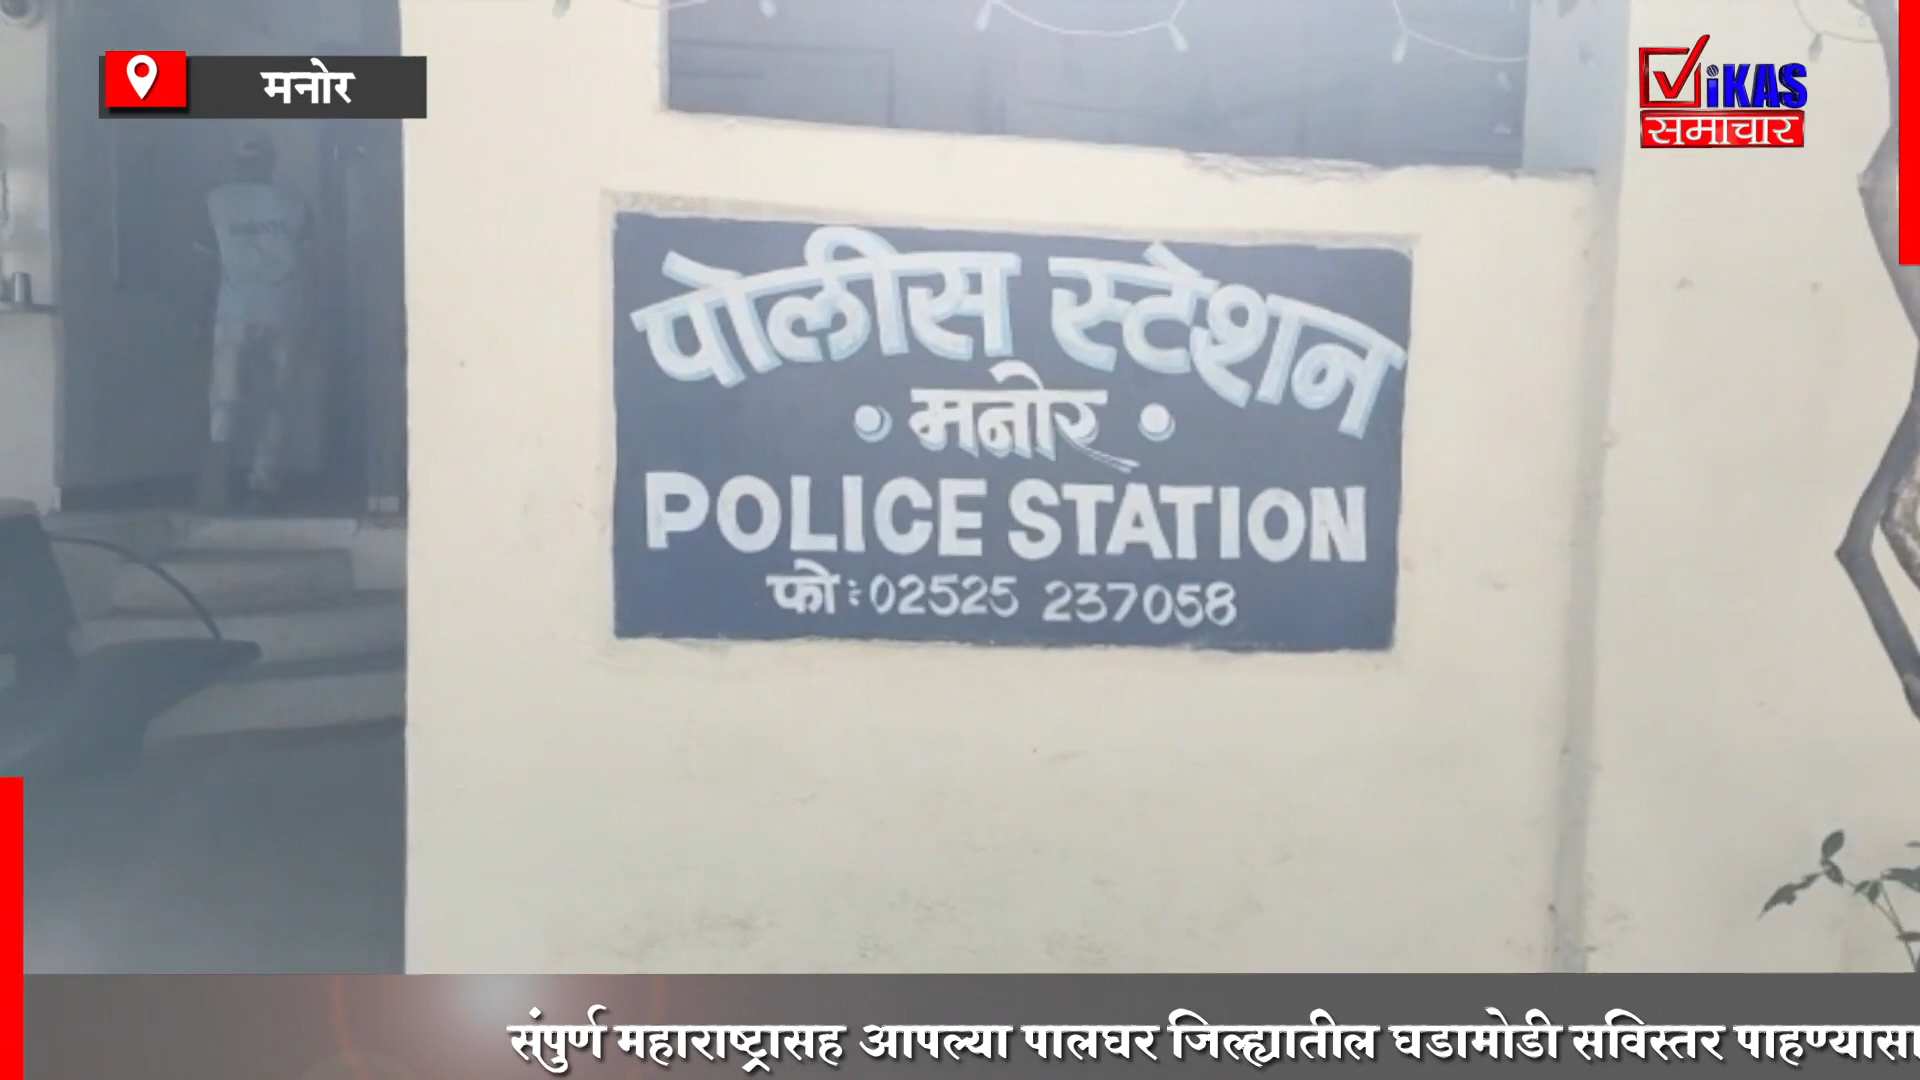 मनोर
ViKAS
समाचार
पोलीस स्टेशन
• मनोर •
POLICE STATION
फो : 02525 237058
संपुर्ण महाराष्ट्रासह आपल्या पालघर जिल्ह्यातील घडामोडी सविस्तर पाहण्यासा